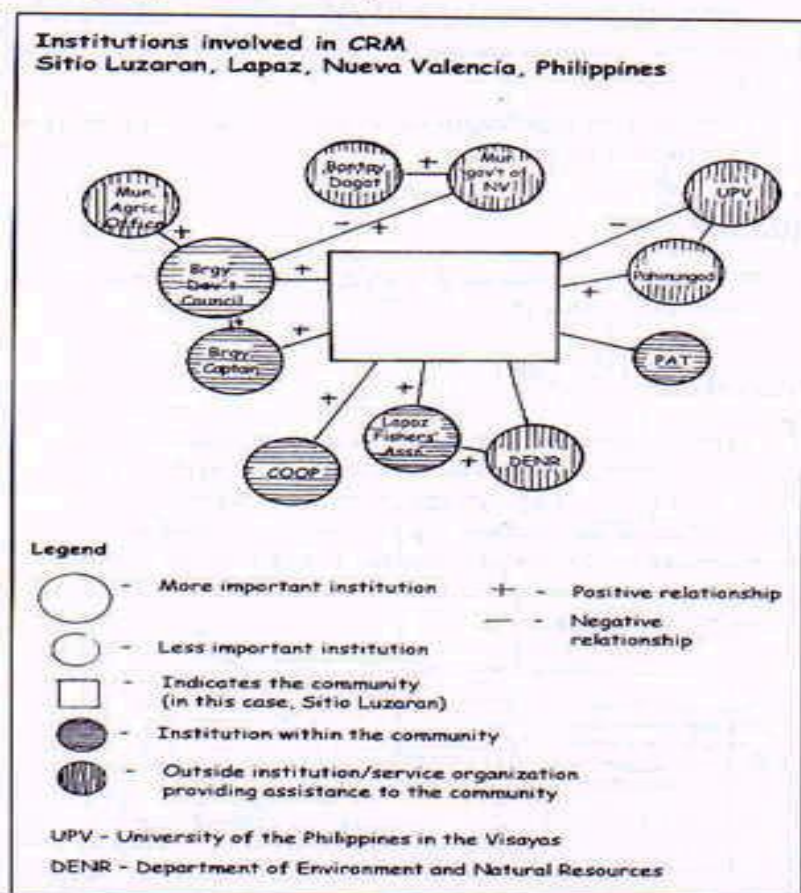 Institutions involved in CRM
Sitio Luzaran, Lapaz, Nueva Valencia, Philippines
Bantay
Dagat
+
Mun.
gov't of
NV
UPV
Mun.
Agric.
Office
+
-
+
-
Brgy
Dev't
Council
+
Pahinungod
+
+
Brgy
Captain
+
PAT
+
+
Lapaz
Fishers'
Assn.
COOP
+
DENR
Legend
- More important institution
+ - Positive relationship
— - Negative
relationship
- Less important institution
- Indicates the community
(in this case, Sitio Luzaran)
- Institution within the community
- Outside institution/service organization
providing assistance to the community
UPV - University of the Philippines in the Visayas
DENR - Department of Environment and Natural Resources